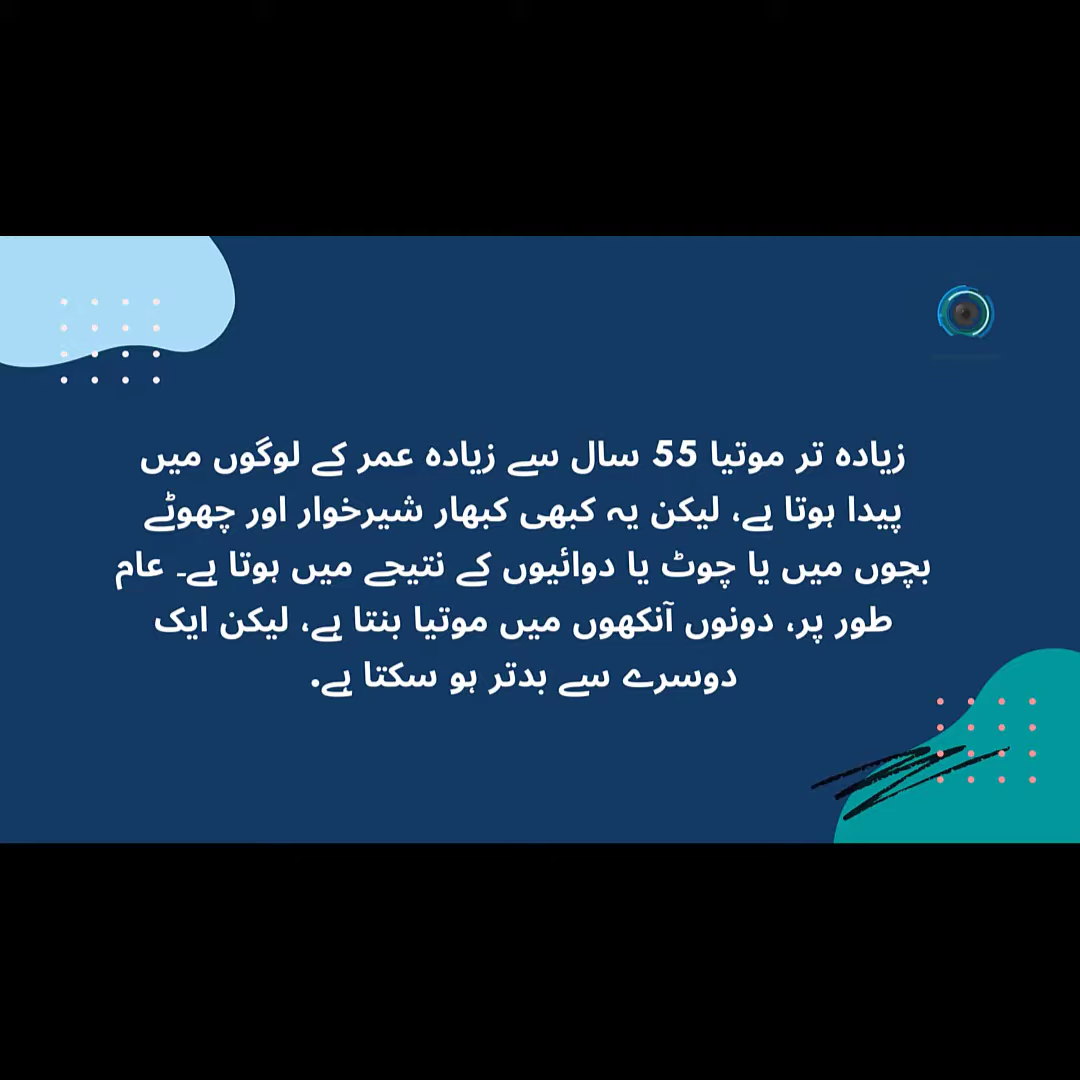 زیادہ تر موتیا 55 سال سے زیادہ عمر کے لوگوں میں
پیدا ہوتا ہے، لیکن یہ کبھی کبھار شیرخوار اور چھوٹے
بچوں میں یا چوٹ یا دوائیوں کے نتیجے میں ہوتا ہے۔ عام
طور پر، دونوں آنکھوں میں موتیا بنتا ہے، لیکن ایک
دوسرے سے بدتر ہو سکتا ہے.